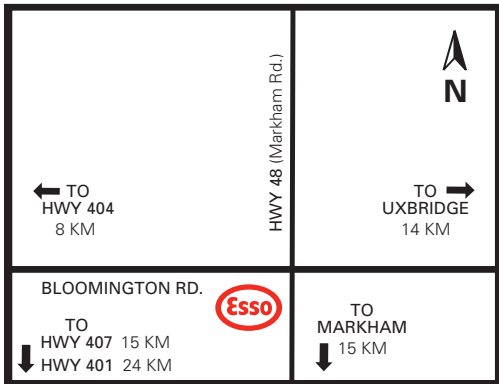 HWY 48 (Markham Rd.)
N
TO
HWY 404
8 KM
TO
UXBRIDGE
14 KM
BLOOMINGTON RD.
Esso
TO
HWY 407 15 KM
HWY 401 24 KM
TO
MARKHAM
15 KM